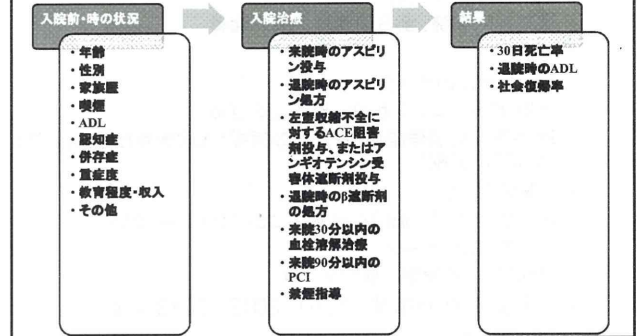 入院前・時の状況
・年齢
・性別
・家族歴
・喫煙
・ADL
・認知症
・併存症
・重症度
・教育程度・収入
・その他
入院治療
・来院時のアスピリ
ン投与
・退院時のアスピリ
ン処方
・左室収縮不全に
対するACE阻害
剤投与、またはア
ンギオテンシン受
容体遮断剤投与
・退院時のβ遮断剤
の処方
・来院30分以内の
血栓溶解治療
・来院90分以内の
PCI
・禁煙指導
結果
・30日死亡率
・退院時のADL
・社会復帰率